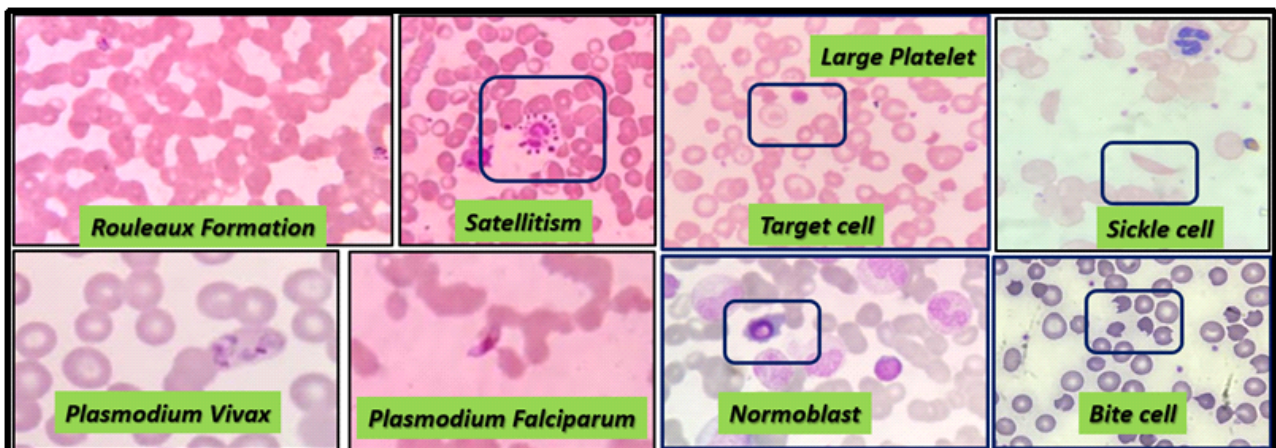 Large Platelet
Rouleaux Formation
Satellitism
Target cell
Sickle cell
Plasmodium Vivax
Plasmodium Falciparum
Normoblast
Bite cell